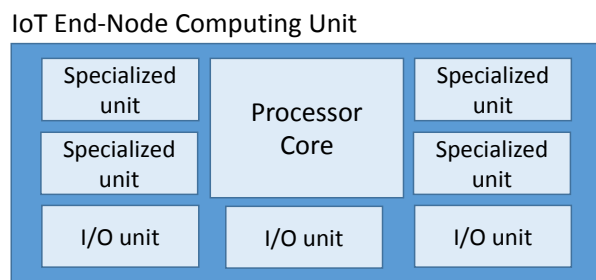 IoT End-Node Computing Unit
Specialized
unit
Processor
Core
Specialized
unit
Specialized
unit
Specialized
unit
I/O unit
I/O unit
I/O unit